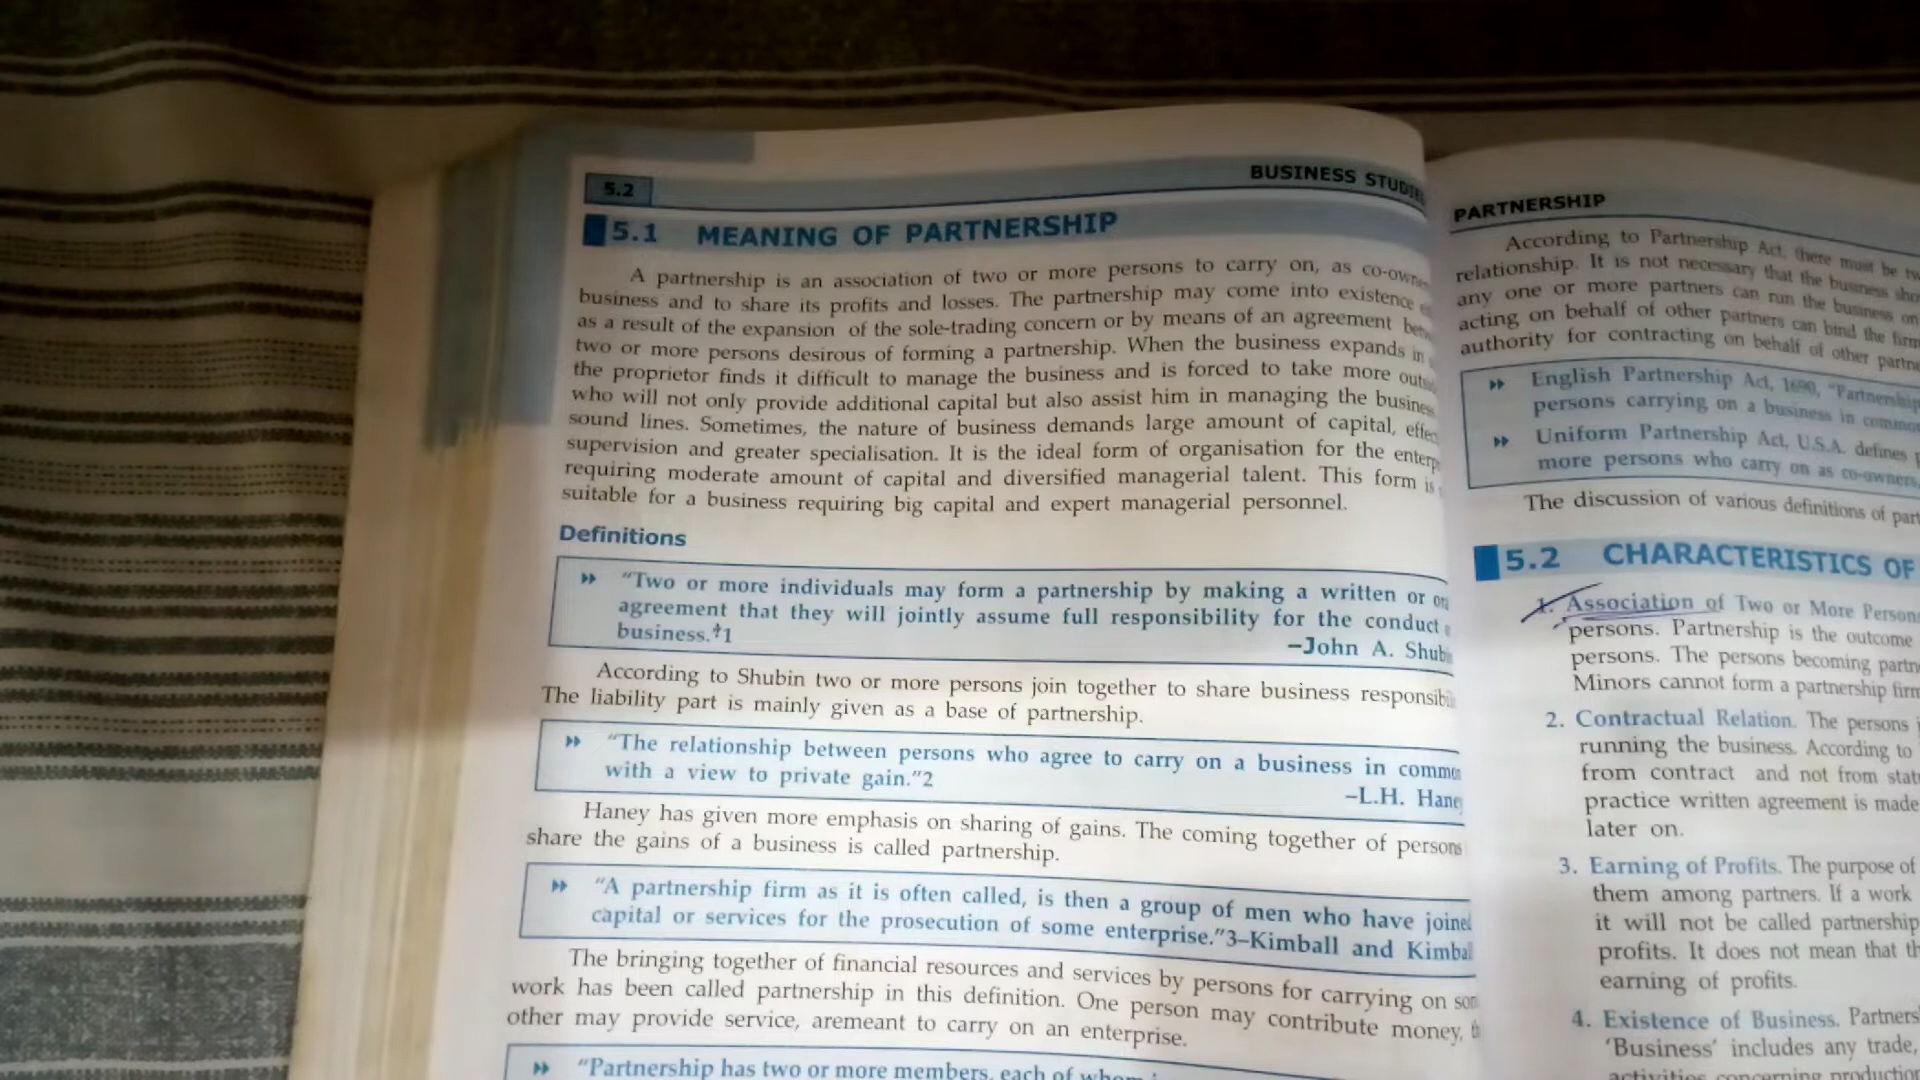 5.2
BUSINESS STUDIES
5.1 MEANING OF PARTNERSHIP
A partnership is an association of two or more persons to carry on, as
business and to share its profits and losses. The partnership may come into existence
as a result of the expansion of the sole-trading concern or by means of an agreement
two or more persons desirous of forming a partnership. When the business expands in
the proprietor finds it difficult to manage the business and is forced to take more
who will not only provide additional capital but also assist him in managing the
sound lines. Sometimes, the nature of business demands large amount of capital,
supervision and greater specialisation. It is the ideal form of organisation for the
requiring moderate amount of capital and diversified managerial talent. This form is
suitable for a business requiring big capital and expert managerial personnel.
Definitions
"Two or more individuals may form a partnership by making a written or
agreement that they will jointly assume full responsibility for the conduct
business."1
–John A.
According to Shubin two or more persons join together to share business
The liability part is mainly given as a base of partnership.
"The relationship between persons who agree to carry on a business in
with a view to private gain."2
–L.H.
Haney has given more emphasis on sharing of gains. The coming together of persons
share the gains of a business is called partnership.
"A partnership firm as it is often called, is then a group of men who have joined
capital or services for the prosecution of some enterprise."3–Kimball and
The bringing together of financial resources and services by persons for carrying on
work has been called partnership in this definition. One person may contribute money,
other may provide service, aremeant to carry on an enterprise.
"Partnership has two or more members, each of whom
PARTNERSHIP
According to Partnership Act, there must be
relationship. It is not necessary that the business
any one or more partners can run the business on
acting on behalf of other partners can bind the firm
authority for contracting on behalf of other
English Partnership Act, 1690, "Partnership
persons carrying on a business in common
Uniform Partnership Act, U.S.A. defines
more persons who carry on as co-owners,
The discussion of various definitions of
5.2 CHARACTERISTICS OF
1. Association of Two or More Persons
persons. Partnership is the outcome
persons. The persons becoming
Minors cannot form a partnership firm
2. Contractual Relation. The persons
running the business. According to
from contract and not from
practice written agreement is made
later on.
3. Earning of Profits. The purpose of
them among partners. If a work
it will not be called partnership
profits. It does not mean that
earning of profits.
4. Existence of Business.
'Business' includes any trade,
activities concerning